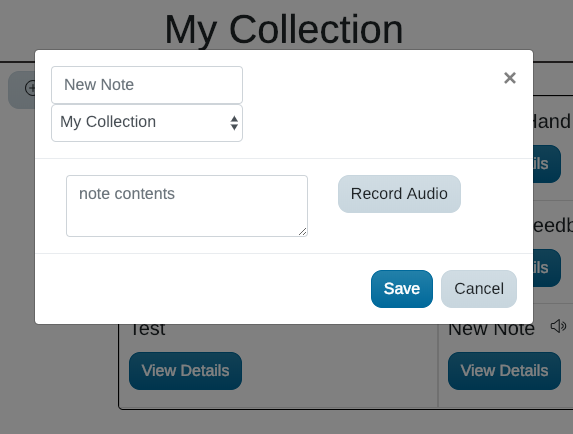 My Collection
New Note
×
My Collection
Hand
ils
note contents
Record Audio
eedb
ils
Save
Cancel
Test
New Note
View Details
View Details